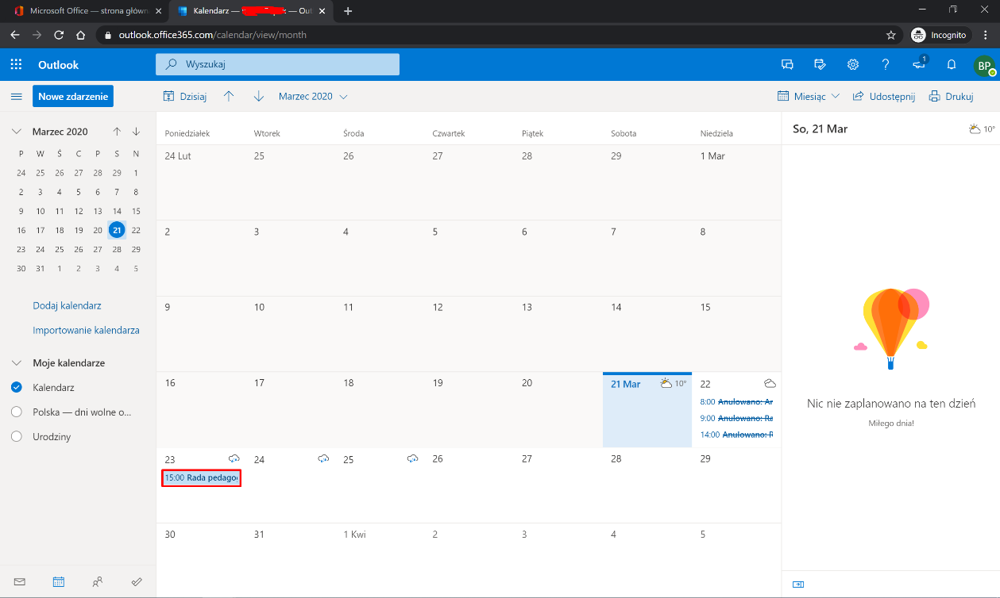 Microsoft Office — strona główn
Kalendarz — k — Out
outlook.office365.com/calendar/view/month
Incognito
Outlook
Wyszukaj
1
BP
Nowe zdarzenie
Dzisiaj
Marzec 2020
Miesiąc
Udostępnij
Drukuj
Marzec 2020
P W Ś C P S N
24 25 26 27 28 29 1
2 3 4 5 6 7 8
9 10 11 12 13 14 15
16 17 18 19 20 21 22
23 24 25 26 27 28 29
30 31 1 2 3 4 5
Dodaj kalendarz
Importowanie kalendarza
Moje kalendarze
Kalendarz
Polska — dni wolne o...
Urodziny
Poniedziałek Wtorek Środa Czwartek Piątek Sobota Niedziela
24 Lut 25 26 27 28 29 1 Mar
2 3 4 5 6 7 8
9 10 11 12 13 14 15
16 17 18 19 20 21 Mar 10° 22
8:00 Anulowano: Ar
9:00 Anulowano: Ra
14:00 Anulowano: R
23 24 25 26 27 28 29
15:00 Rada pedagog
30 31 1 Kwi 2 3 4 5
So, 21 Mar
10°
Nic nie zaplanowano na ten dzień
Miłego dnia!